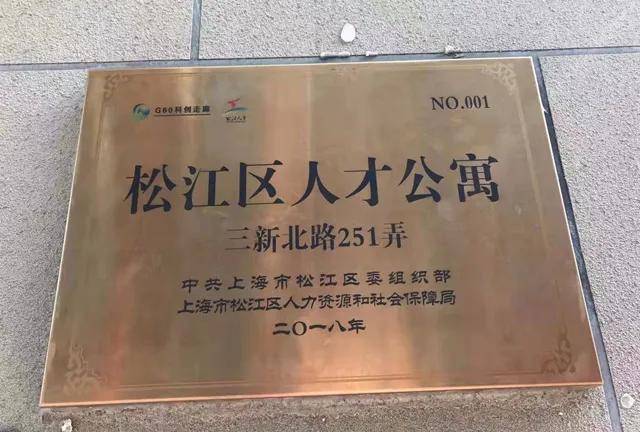 G60科创走廊
NO.001
松江区人才公寓
三新北路251弄
中共上海市松江区委组织部
上海市松江区人力资源和社会保障局
二〇一八年